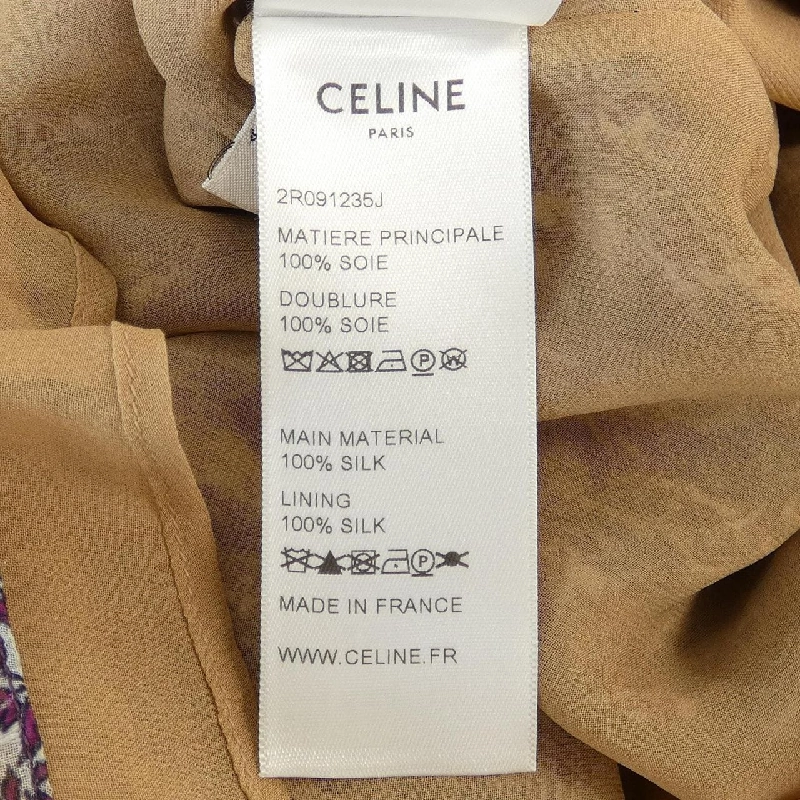 CELINE
PARIS
2R091235J
MATIERE PRINCIPALE
100% SOIE
DOUBLURE
100% SOIE
P W
MAIN MATERIAL
100% SILK
LINING
100% SILK
P
MADE IN FRANCE
WWW.CELINE.FR